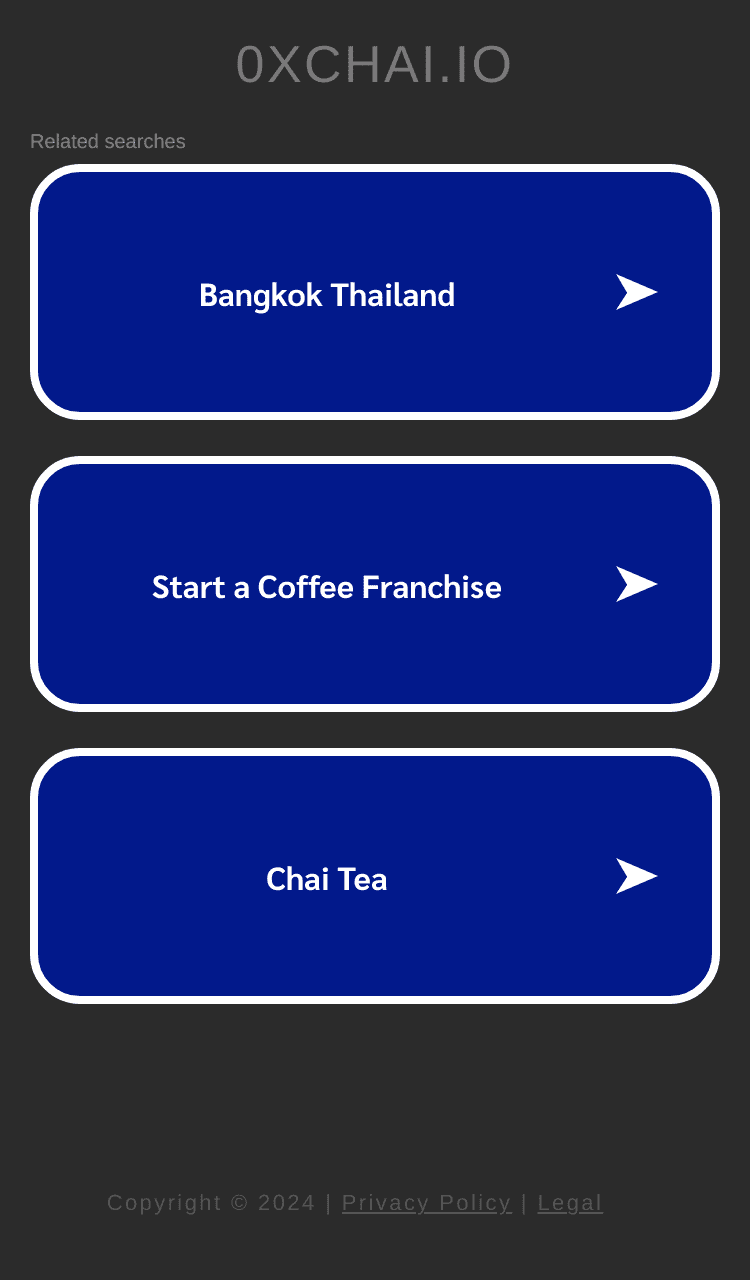 0XCHAI.IO
Related searches
Bangkok Thailand
Start a Coffee Franchise
Chai Tea
Copyright © 2024 | Privacy Policy | Legal